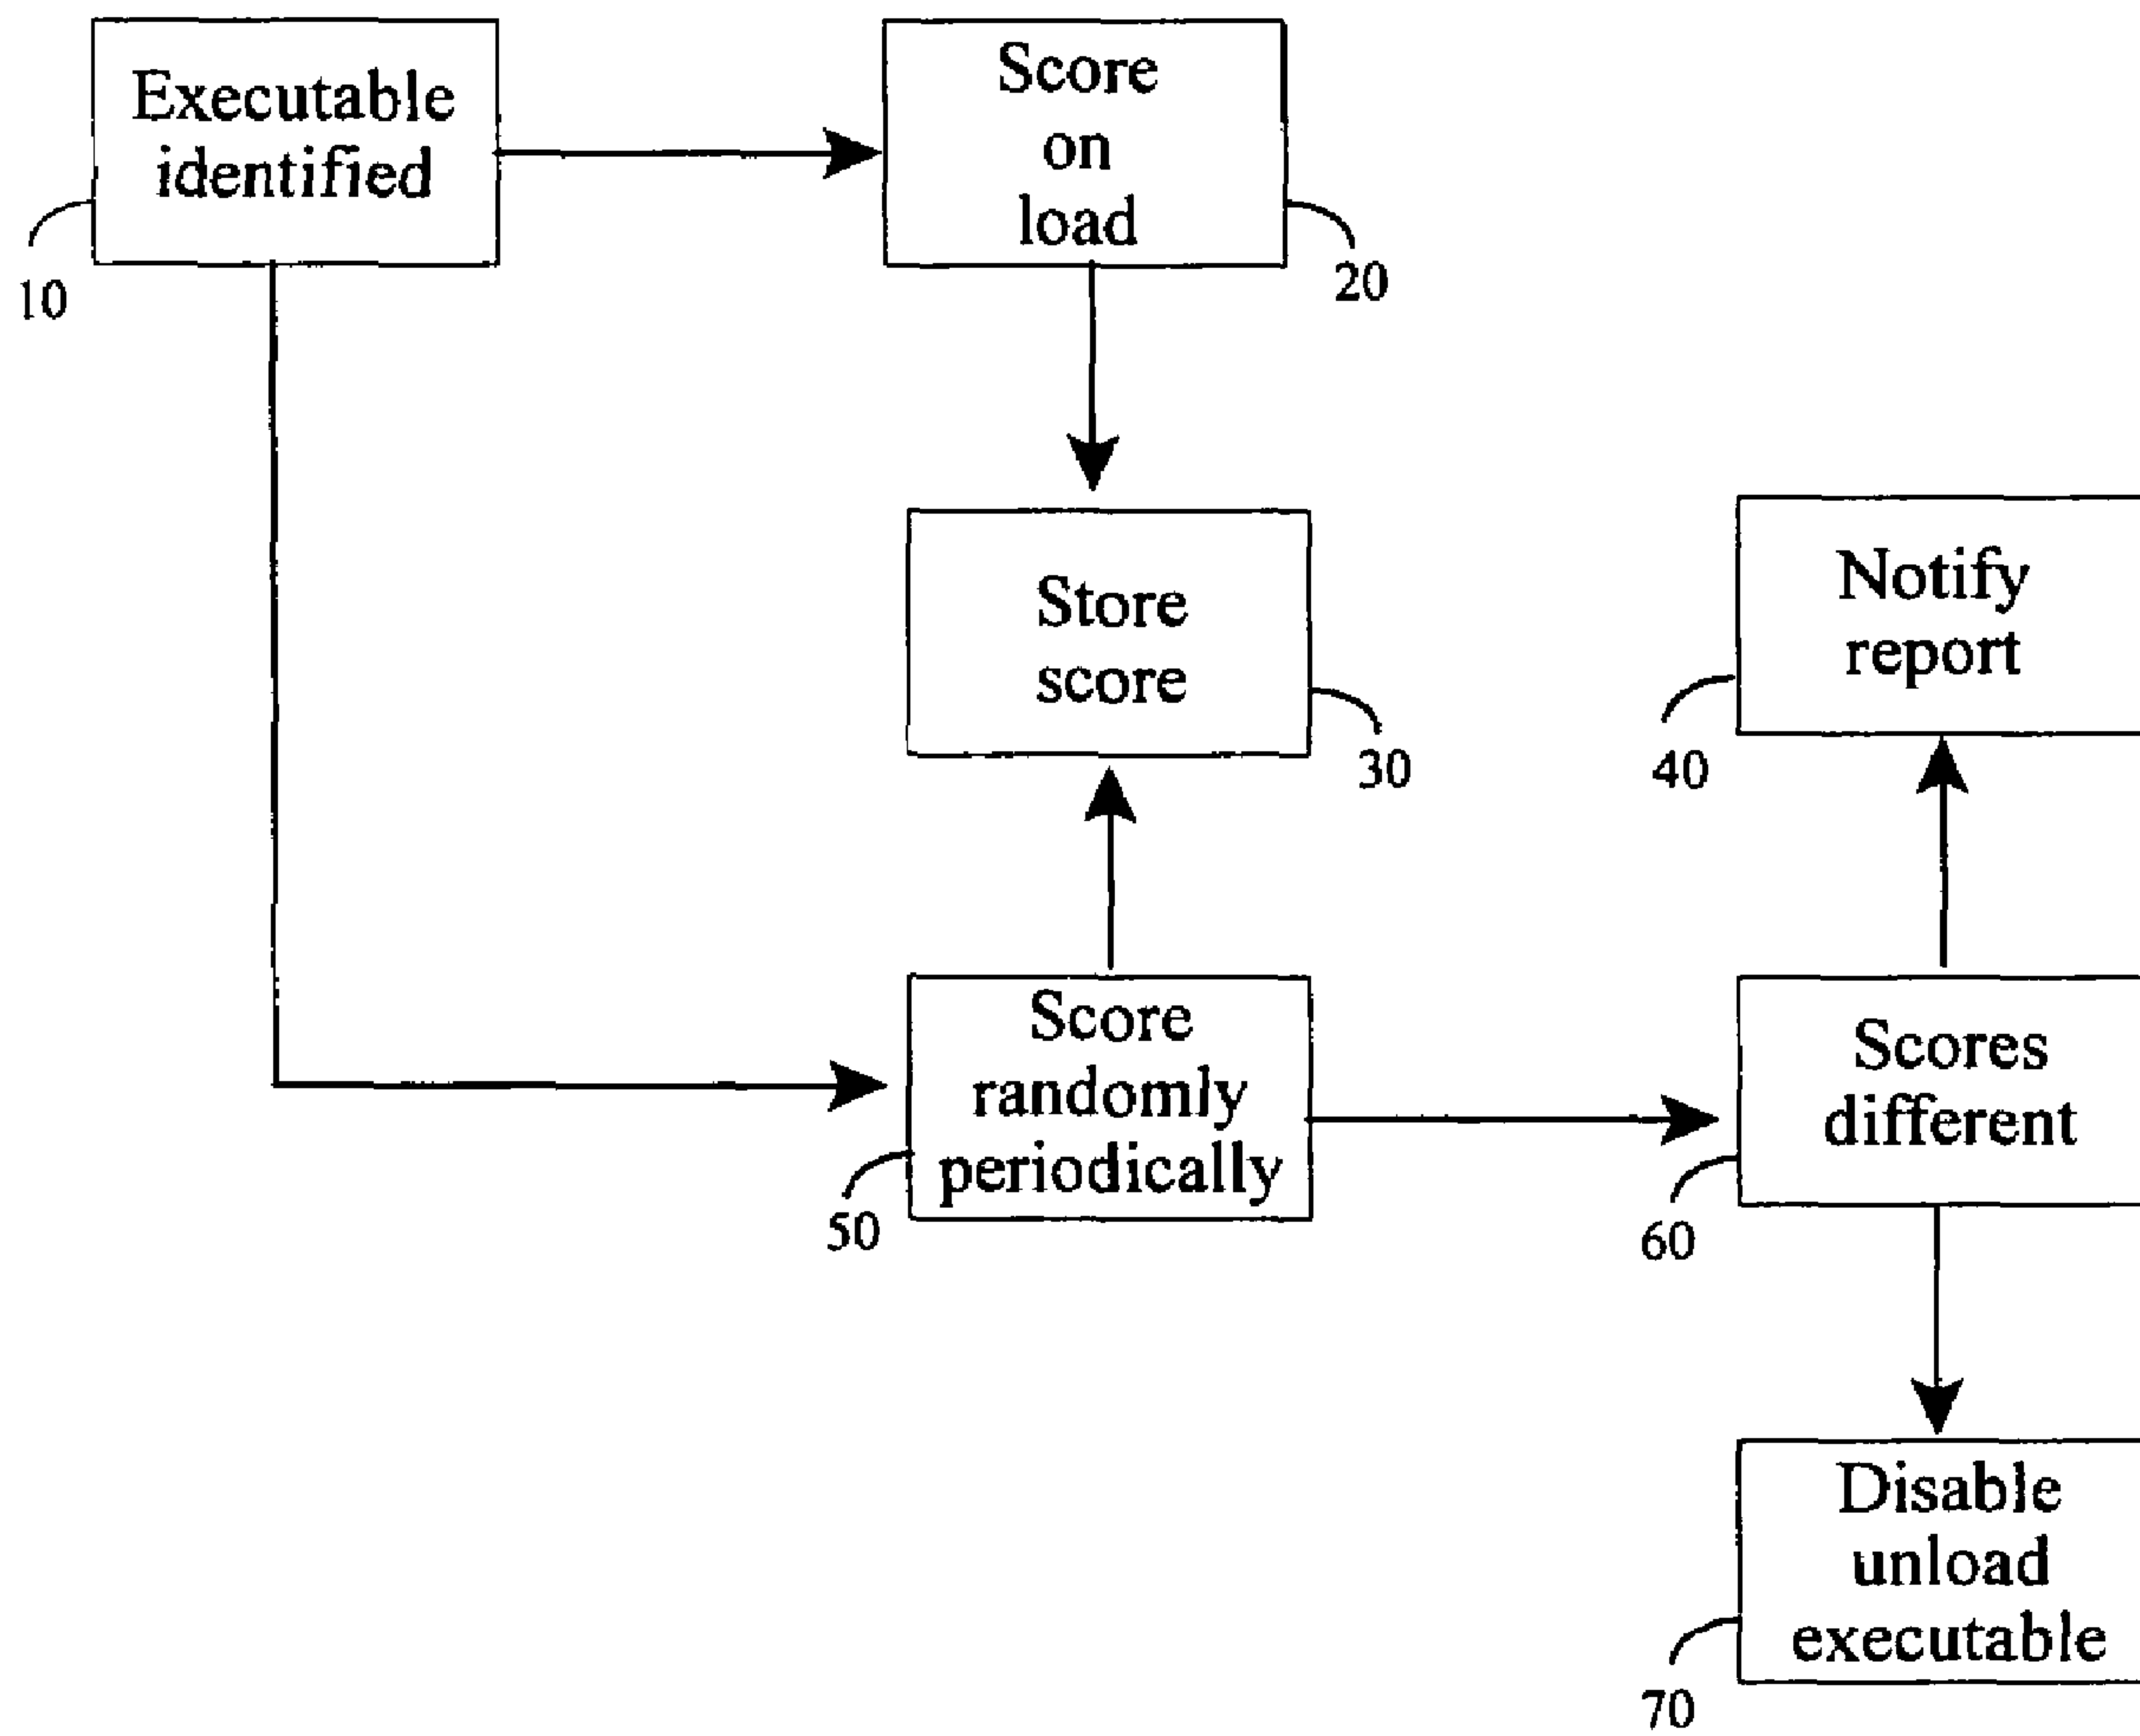 Executable
identified
10
Score
on
load
20
Store
score
30
Notify
report
40
Score
randomly
periodically
50
Scores
different
60
Disable
unload
executable
70